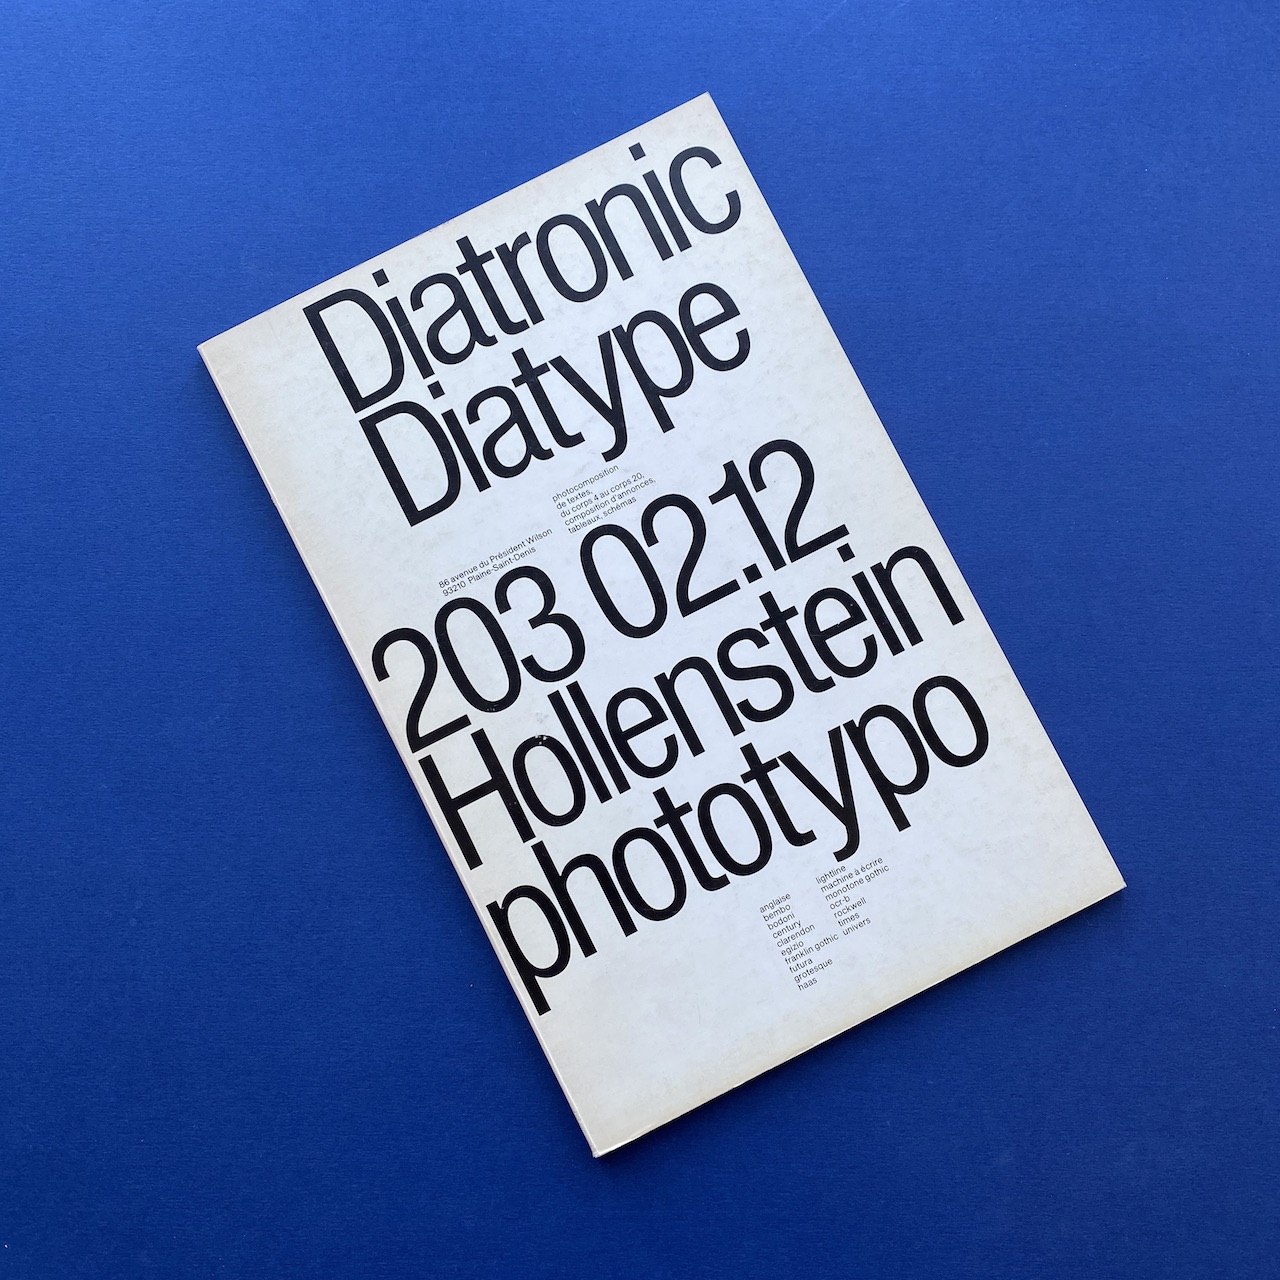 Diatronic
Diatype
photocomposition
de textes,
du corps 4 au corps 20,
composition d'annonces,
tableaux, schémas
86 avenue du Président Wilson
93210 Plaine-Saint-Denis
203 02.12
Hollenstein
phototypo
anglaise
bembo
bodoni
century
clarendon
egizio
franklin gothic
futura
grotesque
haas
lightline
machine à écrire
monotone gothic
ocr-b
rockwell
times
univers